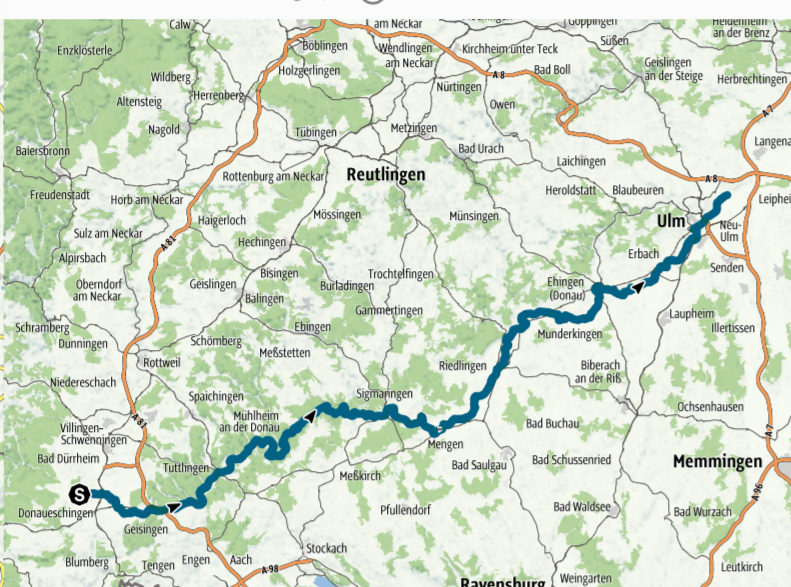 Calw
am Neckar
Göppingen
Heidenheim
an der Brenz
Enzklösterle
Böblingen
Wendlingen
am Neckar
Kirchheim unter Teck
Süßen
Holzgerlingen
Geislingen
an der Steige
Wildberg
A 8
Bad Boll
Herbrechtingen
Nürtingen
Altensteig
Herrenberg
Owen
A 7
Nagold
Tübingen
Metzingen
Langena
Baiersbronn
Bad Urach
Laichingen
Rottenburg am Neckar
Reutlingen
A 8
Freudenstadt
Horb am Neckar
Heroldstatt
Blaubeuren
Leiphei
Haigerloch
Mössingen
Münsingen
Ulm
Neu-
Ulm
Sulz am Neckar
Hechingen
A 81
Alpirsbach
Erbach
Bisingen
Trochtelfingen
Senden
Oberndorf
am Neckar
Geislingen
Burladingen
Ehingen
(Donau)
Balingen
Gammertingen
Laupheim
Schramberg
Ebingen
Illertissen
Dunningen
Schömberg
Munderkingen
Meßstetten
Rottweil
Riedlingen
Biberach
an der Riß
Niedereschach
Spaichingen
Sigmaringen
Ochsenhausen
Mühlheim
an der Donau
A 81
Villingen-
Schwenningen
Bad Buchau
A 7
Mengen
Bad Dürrheim
Tuttlingen
Bad Saulgau
Bad Schussenried
Memmingen
Meßkirch
S
A 96
Donaueschingen
Pfullendorf
Bad Waldsee
Bad Wurzach
Geisingen
Stockach
Blumberg
Tengen
Engen
Aach
A 98
Leutkirch
Ravensburg
Weingarten